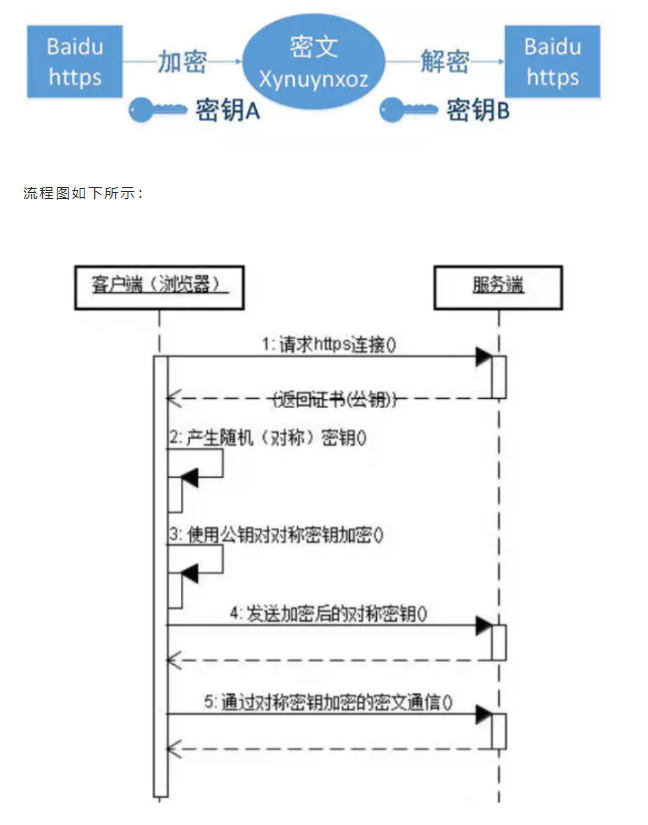 Baidu
https
加密
密钥A
密文
Xynuynxoz
解密
密钥B
Baidu
https
流程图如下所示：
客户端（浏览器）
服务端
1: 请求https连接()
(返回证书(公钥)}
2: 产生随机（对称）密钥()
3: 使用公钥对对称密钥加密()
4: 发送加密后的对称密钥()
5: 通过对称密钥加密的密文通信()